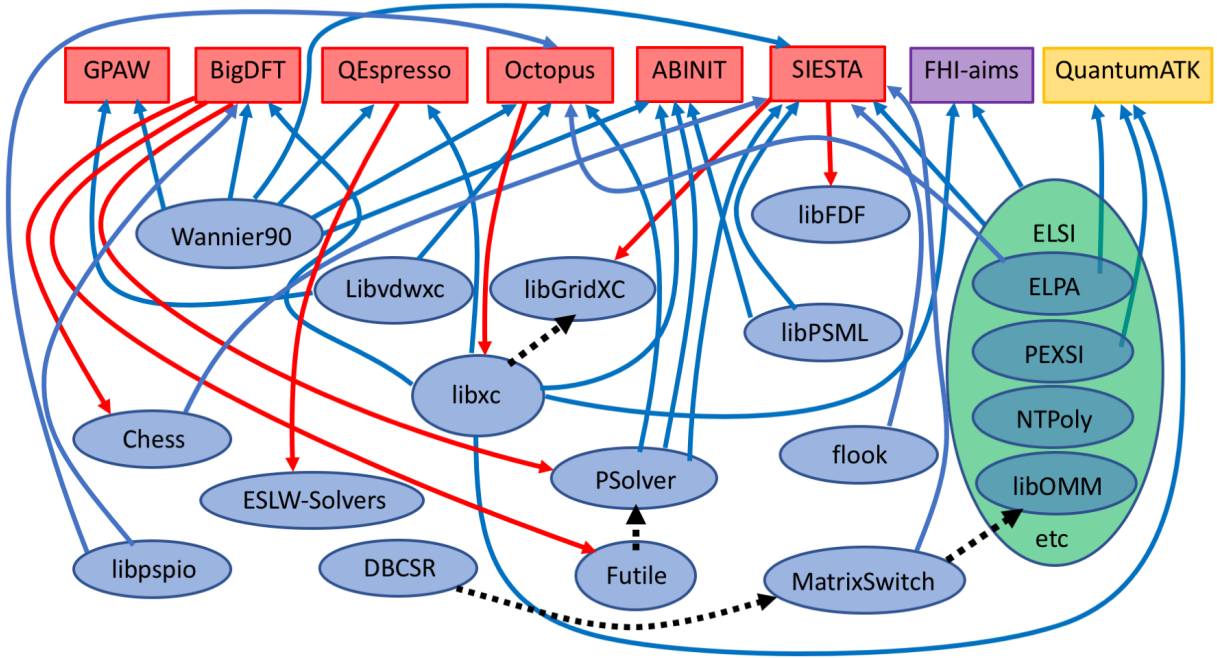 GPAW
BigDFT
QEspresso
Octopus
ABINIT
SIESTA
FHI-aims
QuantumATK
Wannier90
libFDF
ELSI
Libvdwxc
libGridXC
ELPA
libPSML
PEXSI
libxc
NTPoly
Chess
flook
PSolver
libOMM
ESLW-Solvers
etc
libpspio
DBCSR
Futile
MatrixSwitch